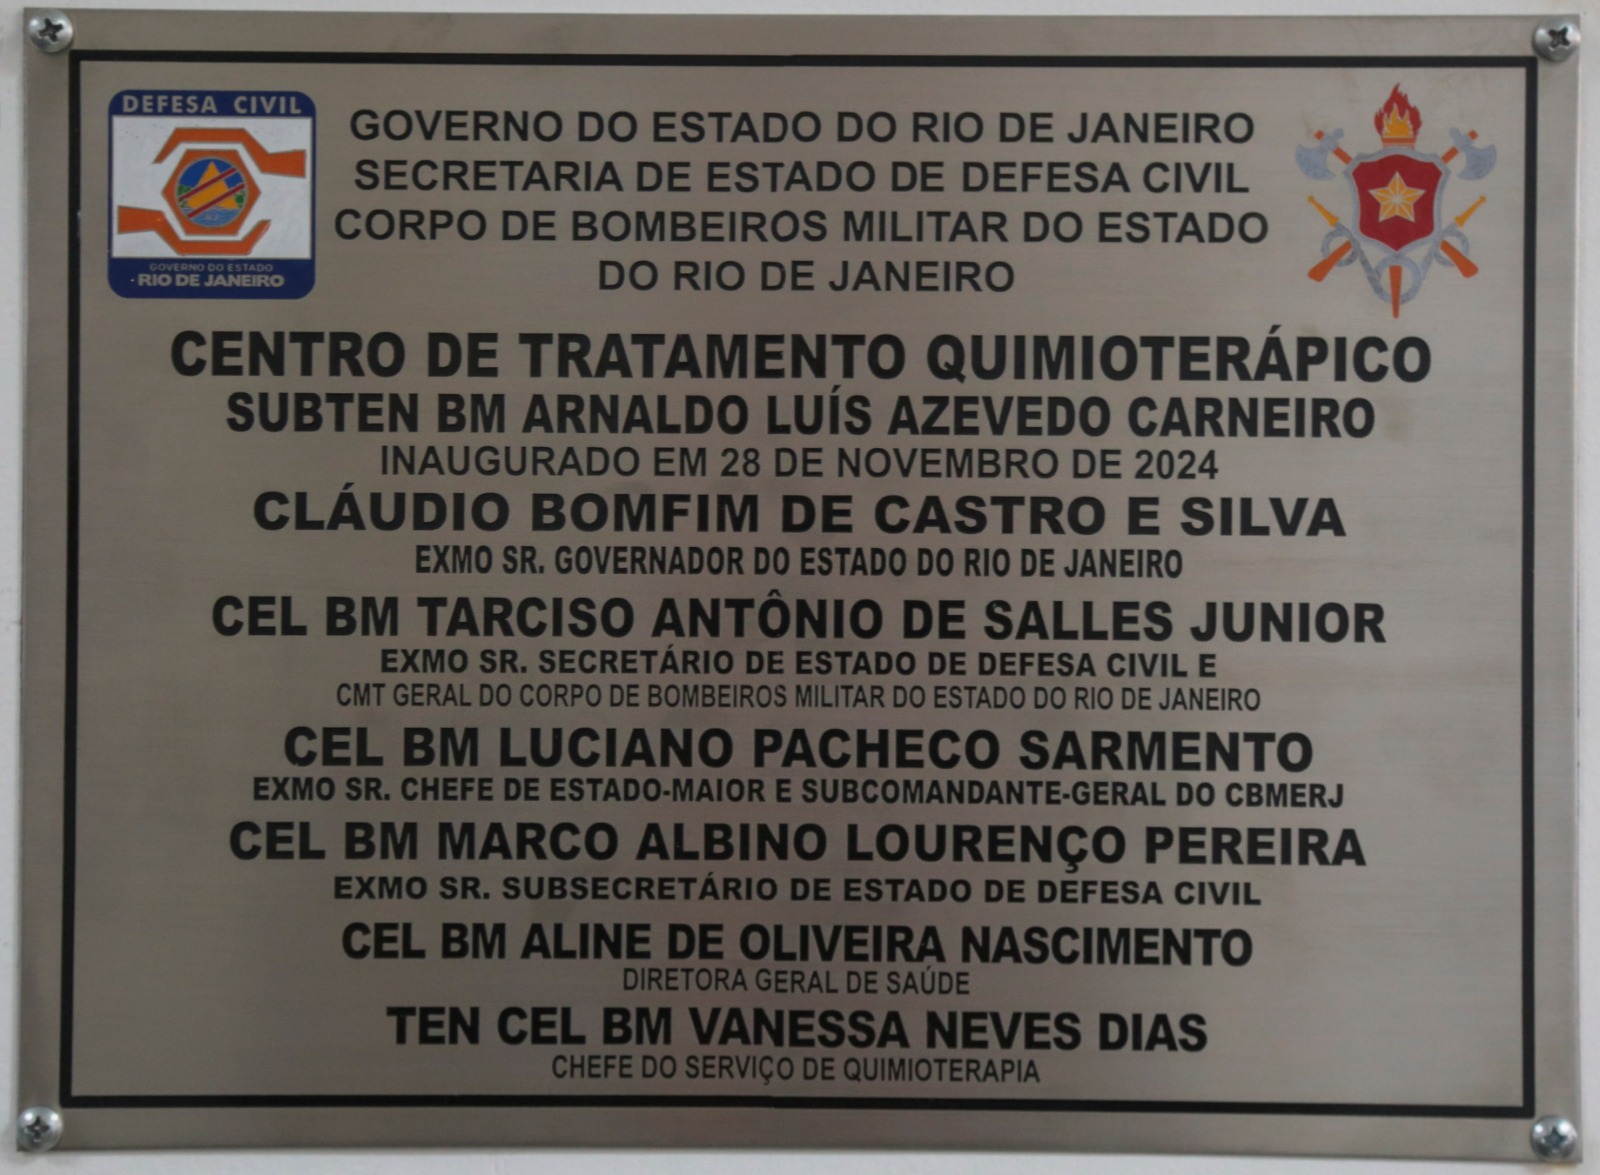 DEFESA CIVIL
GOVERNO DO ESTADO
RIO DE JANEIRO
GOVERNO DO ESTADO DO RIO DE JANEIRO
SECRETARIA DE ESTADO DE DEFESA CIVIL
CORPO DE BOMBEIROS MILITAR DO ESTADO
DO RIO DE JANEIRO
CENTRO DE TRATAMENTO QUIMIOTERÁPICO
SUBTEN BM ARNALDO LUÍS AZEVEDO CARNEIRO
INAUGURADO EM 28 DE NOVEMBRO DE 2024
CLÁUDIO BOMFIM DE CASTRO E SILVA
EXMO SR. GOVERNADOR DO ESTADO DO RIO DE JANEIRO
CEL BM TARCISO ANTÔNIO DE SALLES JUNIOR
EXMO SR. SECRETÁRIO DE ESTADO DE DEFESA CIVIL E
CMT GERAL DO CORPO DE BOMBEIROS MILITAR DO ESTADO DO RIO DE JANEIRO
CEL BM LUCIANO PACHECO SARMENTO
EXMO SR. CHEFE DE ESTADO-MAIOR E SUBCOMANDANTE-GERAL DO CBMERJ
CEL BM MARCO ALBINO LOURENÇO PEREIRA
EXMO SR. SUBSECRETÁRIO DE ESTADO DE DEFESA CIVIL
CEL BM ALINE DE OLIVEIRA NASCIMENTO
DIRETORA GERAL DE SAÚDE
TEN CEL BM VANESSA NEVES DIAS
CHEFE DO SERVIÇO DE QUIMIOTERAPIA